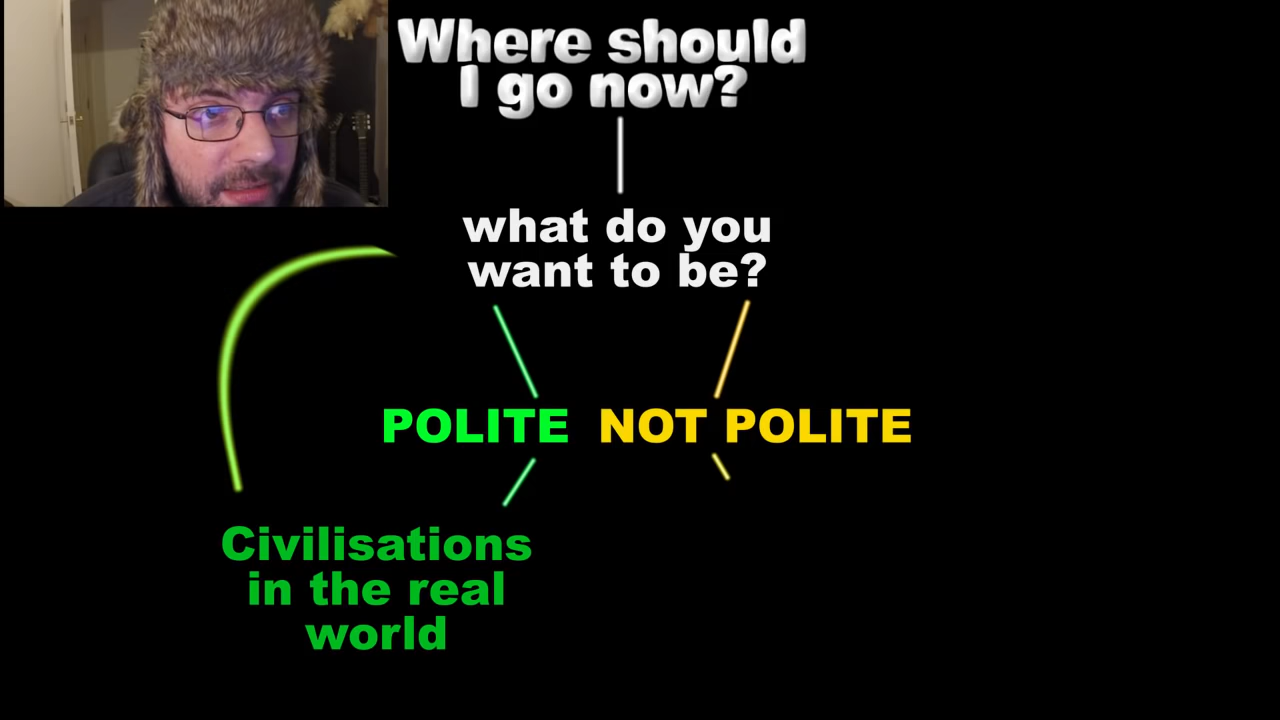 Where should
I go now?
what do you
want to be?
POLITE NOT POLITE
Civilisations
in the real
world